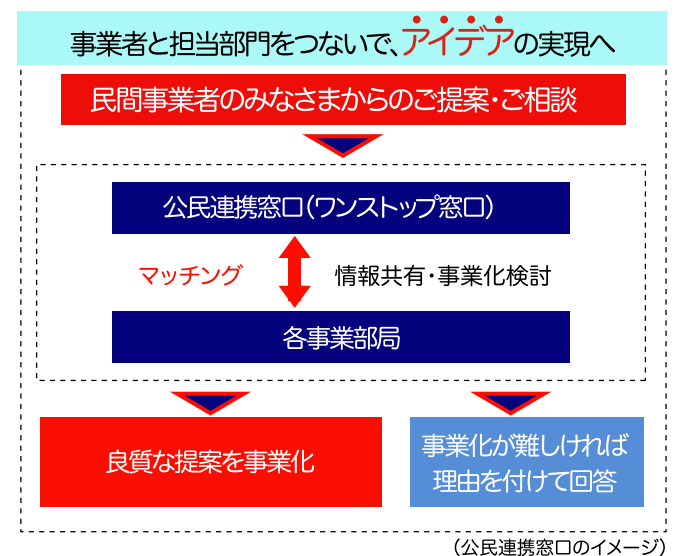 事業者と担当部門をつないで、アイデアの実現へ
民間事業者のみなさまからのご提案・ご相談
公民連携窓口(ワンストップ窓口)
マッチング
情報共有・事業化検討
各事業部局
良質な提案を事業化
事業化が難しければ
理由を付けて回答
(公民連携窓口のイメージ)